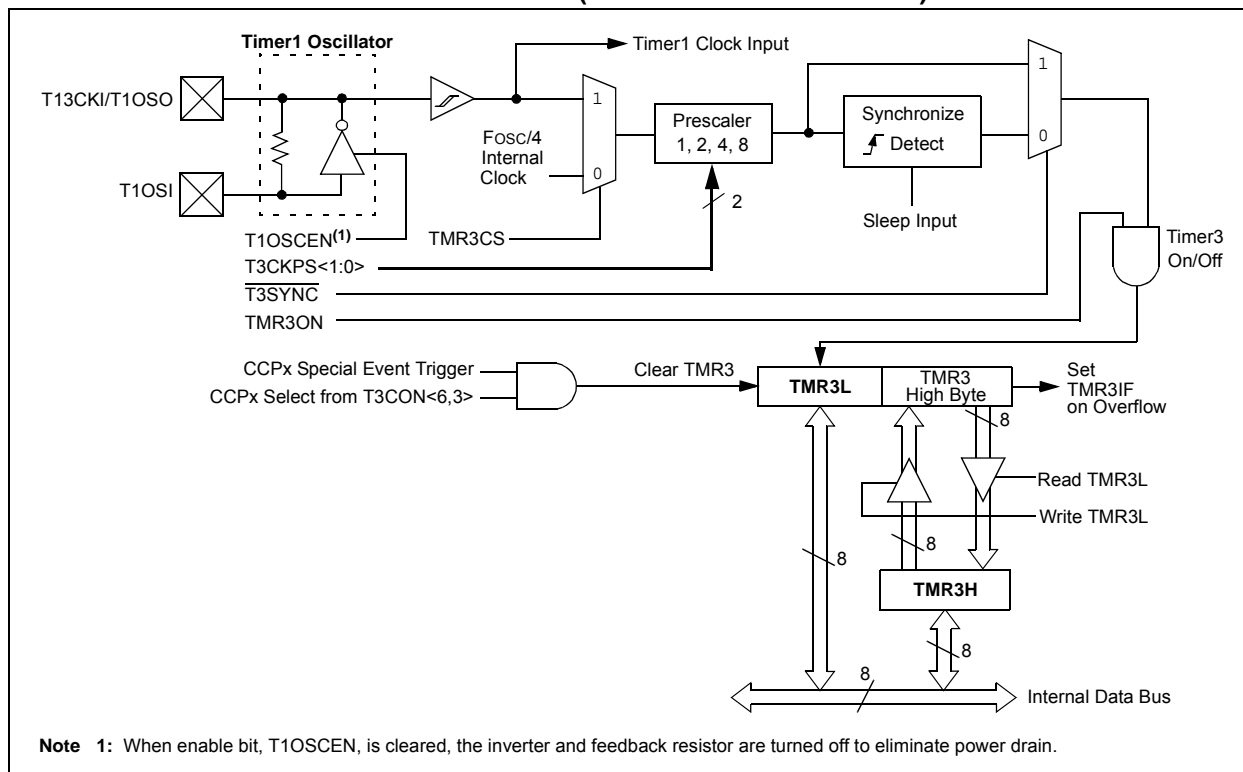 Timer1 Oscillator
Timer1 Clock Input
T13CKI/T1OSO
T1OSI
1
FOSC/4
Internal
Clock
0
Prescaler
1, 2, 4, 8
2
Synchronize
Detect
Sleep Input
1
0
T1OSCEN(1)
TMR3CS
T3CKPS<1:0>
T3SYNC
TMR3ON
Timer3
On/Off
CCPx Special Event Trigger
CCPx Select from T3CON<6,3>
Clear TMR3
TMR3L
TMR3
High Byte
Set
TMR3IF
on Overflow
8
Read TMR3L
Write TMR3L
8
8
TMR3H
8
8
Internal Data Bus
Note 1: When enable bit, T1OSCEN, is cleared, the inverter and feedback resistor are turned off to eliminate power drain.